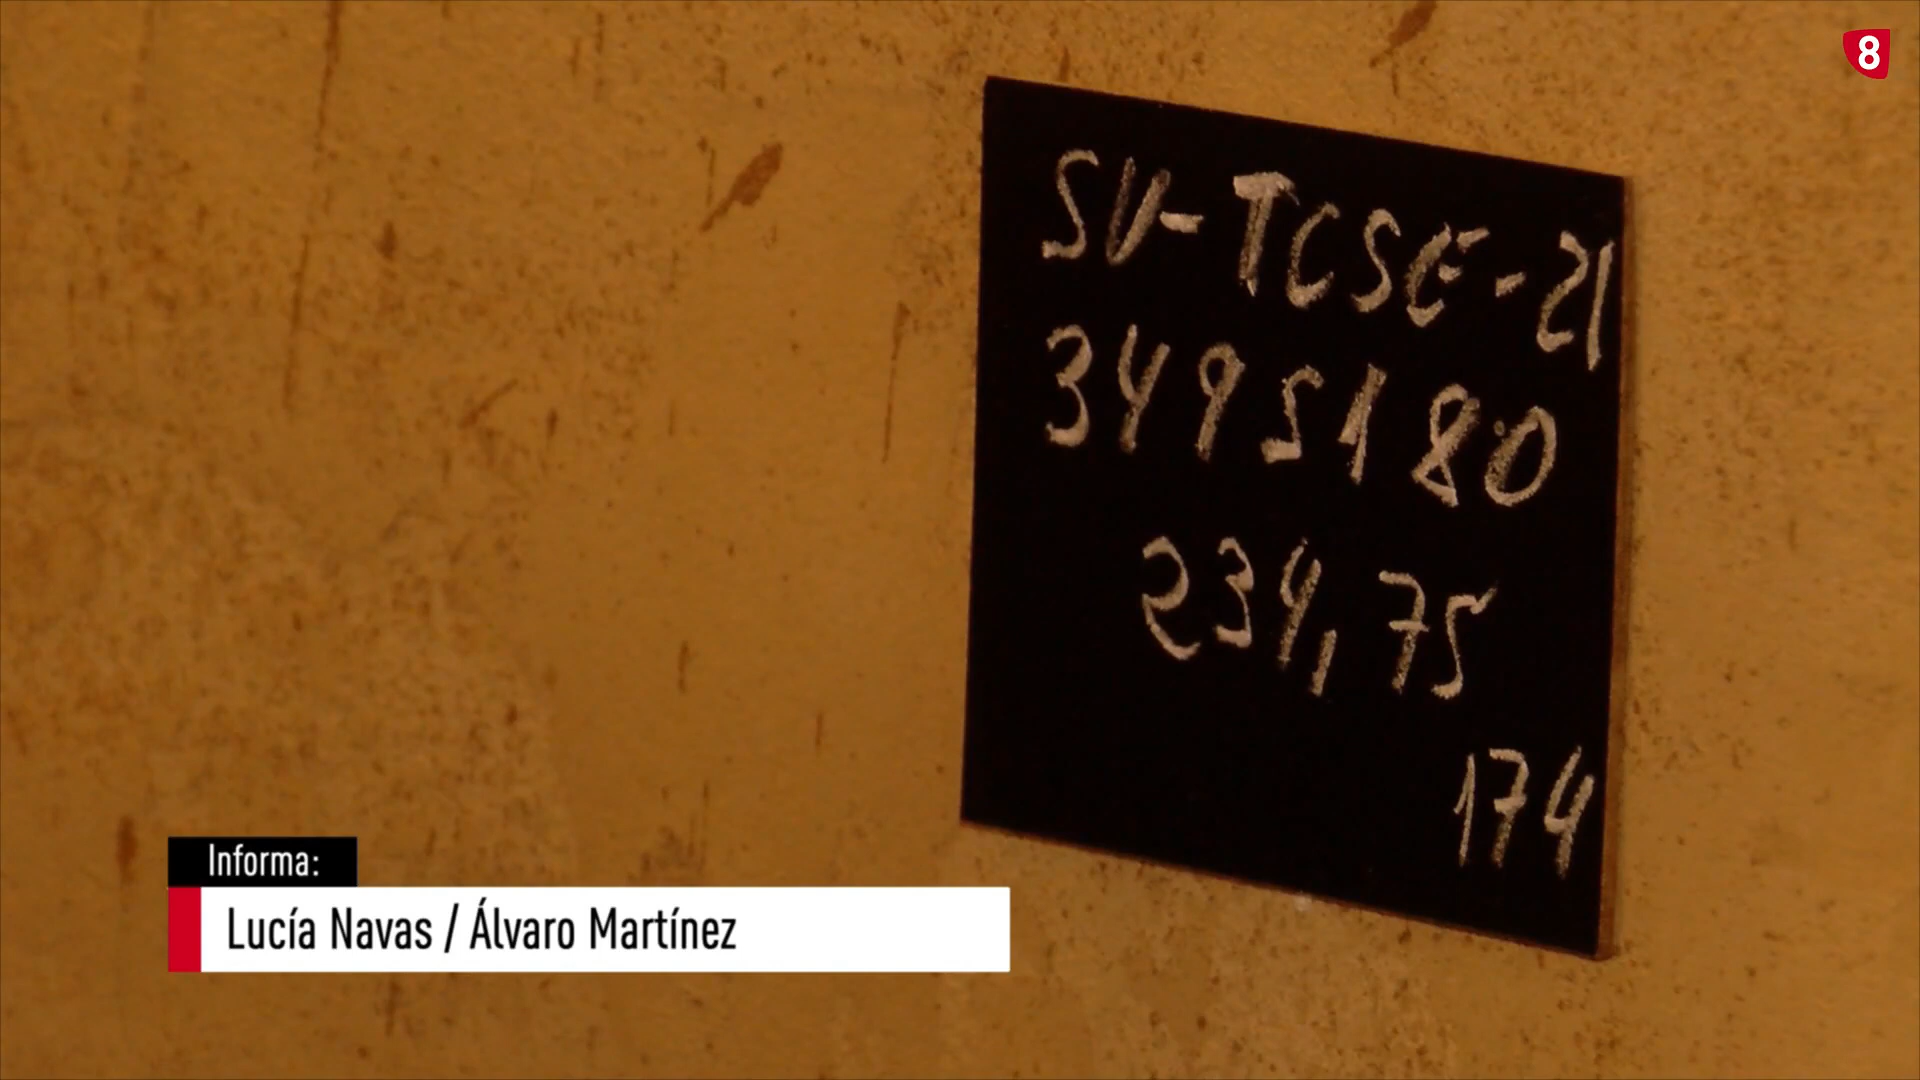 8
SV-TCSE-21
3495180
234,75
174
Informa:
Lucía Navas / Álvaro Martínez